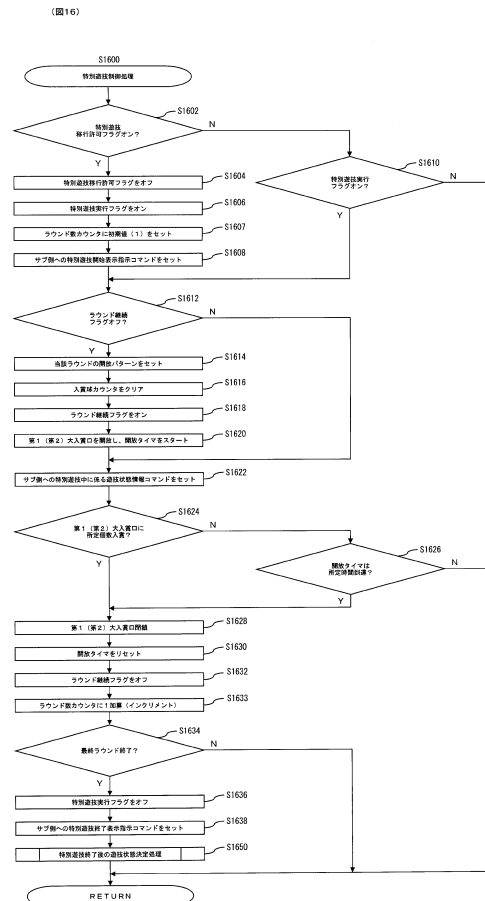 (図16)
S1600
特別遊技制御処理
S1602
特別遊技
移行許可フラグオン?
N
Y
S1610
特別遊技実行
フラグオン?
N
Y
S1604
特別遊技移行許可フラグをオフ
S1606
特別遊技実行フラグをオン
S1607
ラウンド数カウンタに初期値(1)をセット
S1608
サブ側への特別遊技開始表示指示コマンドをセット
S1612
ラウンド継続
フラグオフ?
N
Y
S1614
当該ラウンドの開放パターンをセット
S1616
入賞球カウンタをクリア
S1618
ラウンド継続フラグをオン
S1620
第1(第2)大入賞口を開放し、開放タイマをスタート
S1622
サブ側への特別遊技中に係る遊技状態情報コマンドをセット
S1624
第1(第2)大入賞口に
所定個数入賞?
N
Y
S1626
開放タイマは
所定時間到達?
N
Y
S1628
第1(第2)大入賞口閉鎖
S1630
開放タイマをリセット
S1632
ラウンド継続フラグをオフ
S1633
ラウンド数カウンタに1加算(インクリメント)
S1634
最終ラウンド終了?
N
Y
S1636
特別遊技実行フラグをオフ
S1638
サブ側への特別遊技終了表示指示コマンドをセット
S1650
特別遊技終了後の遊技状態決定処理
RETURN